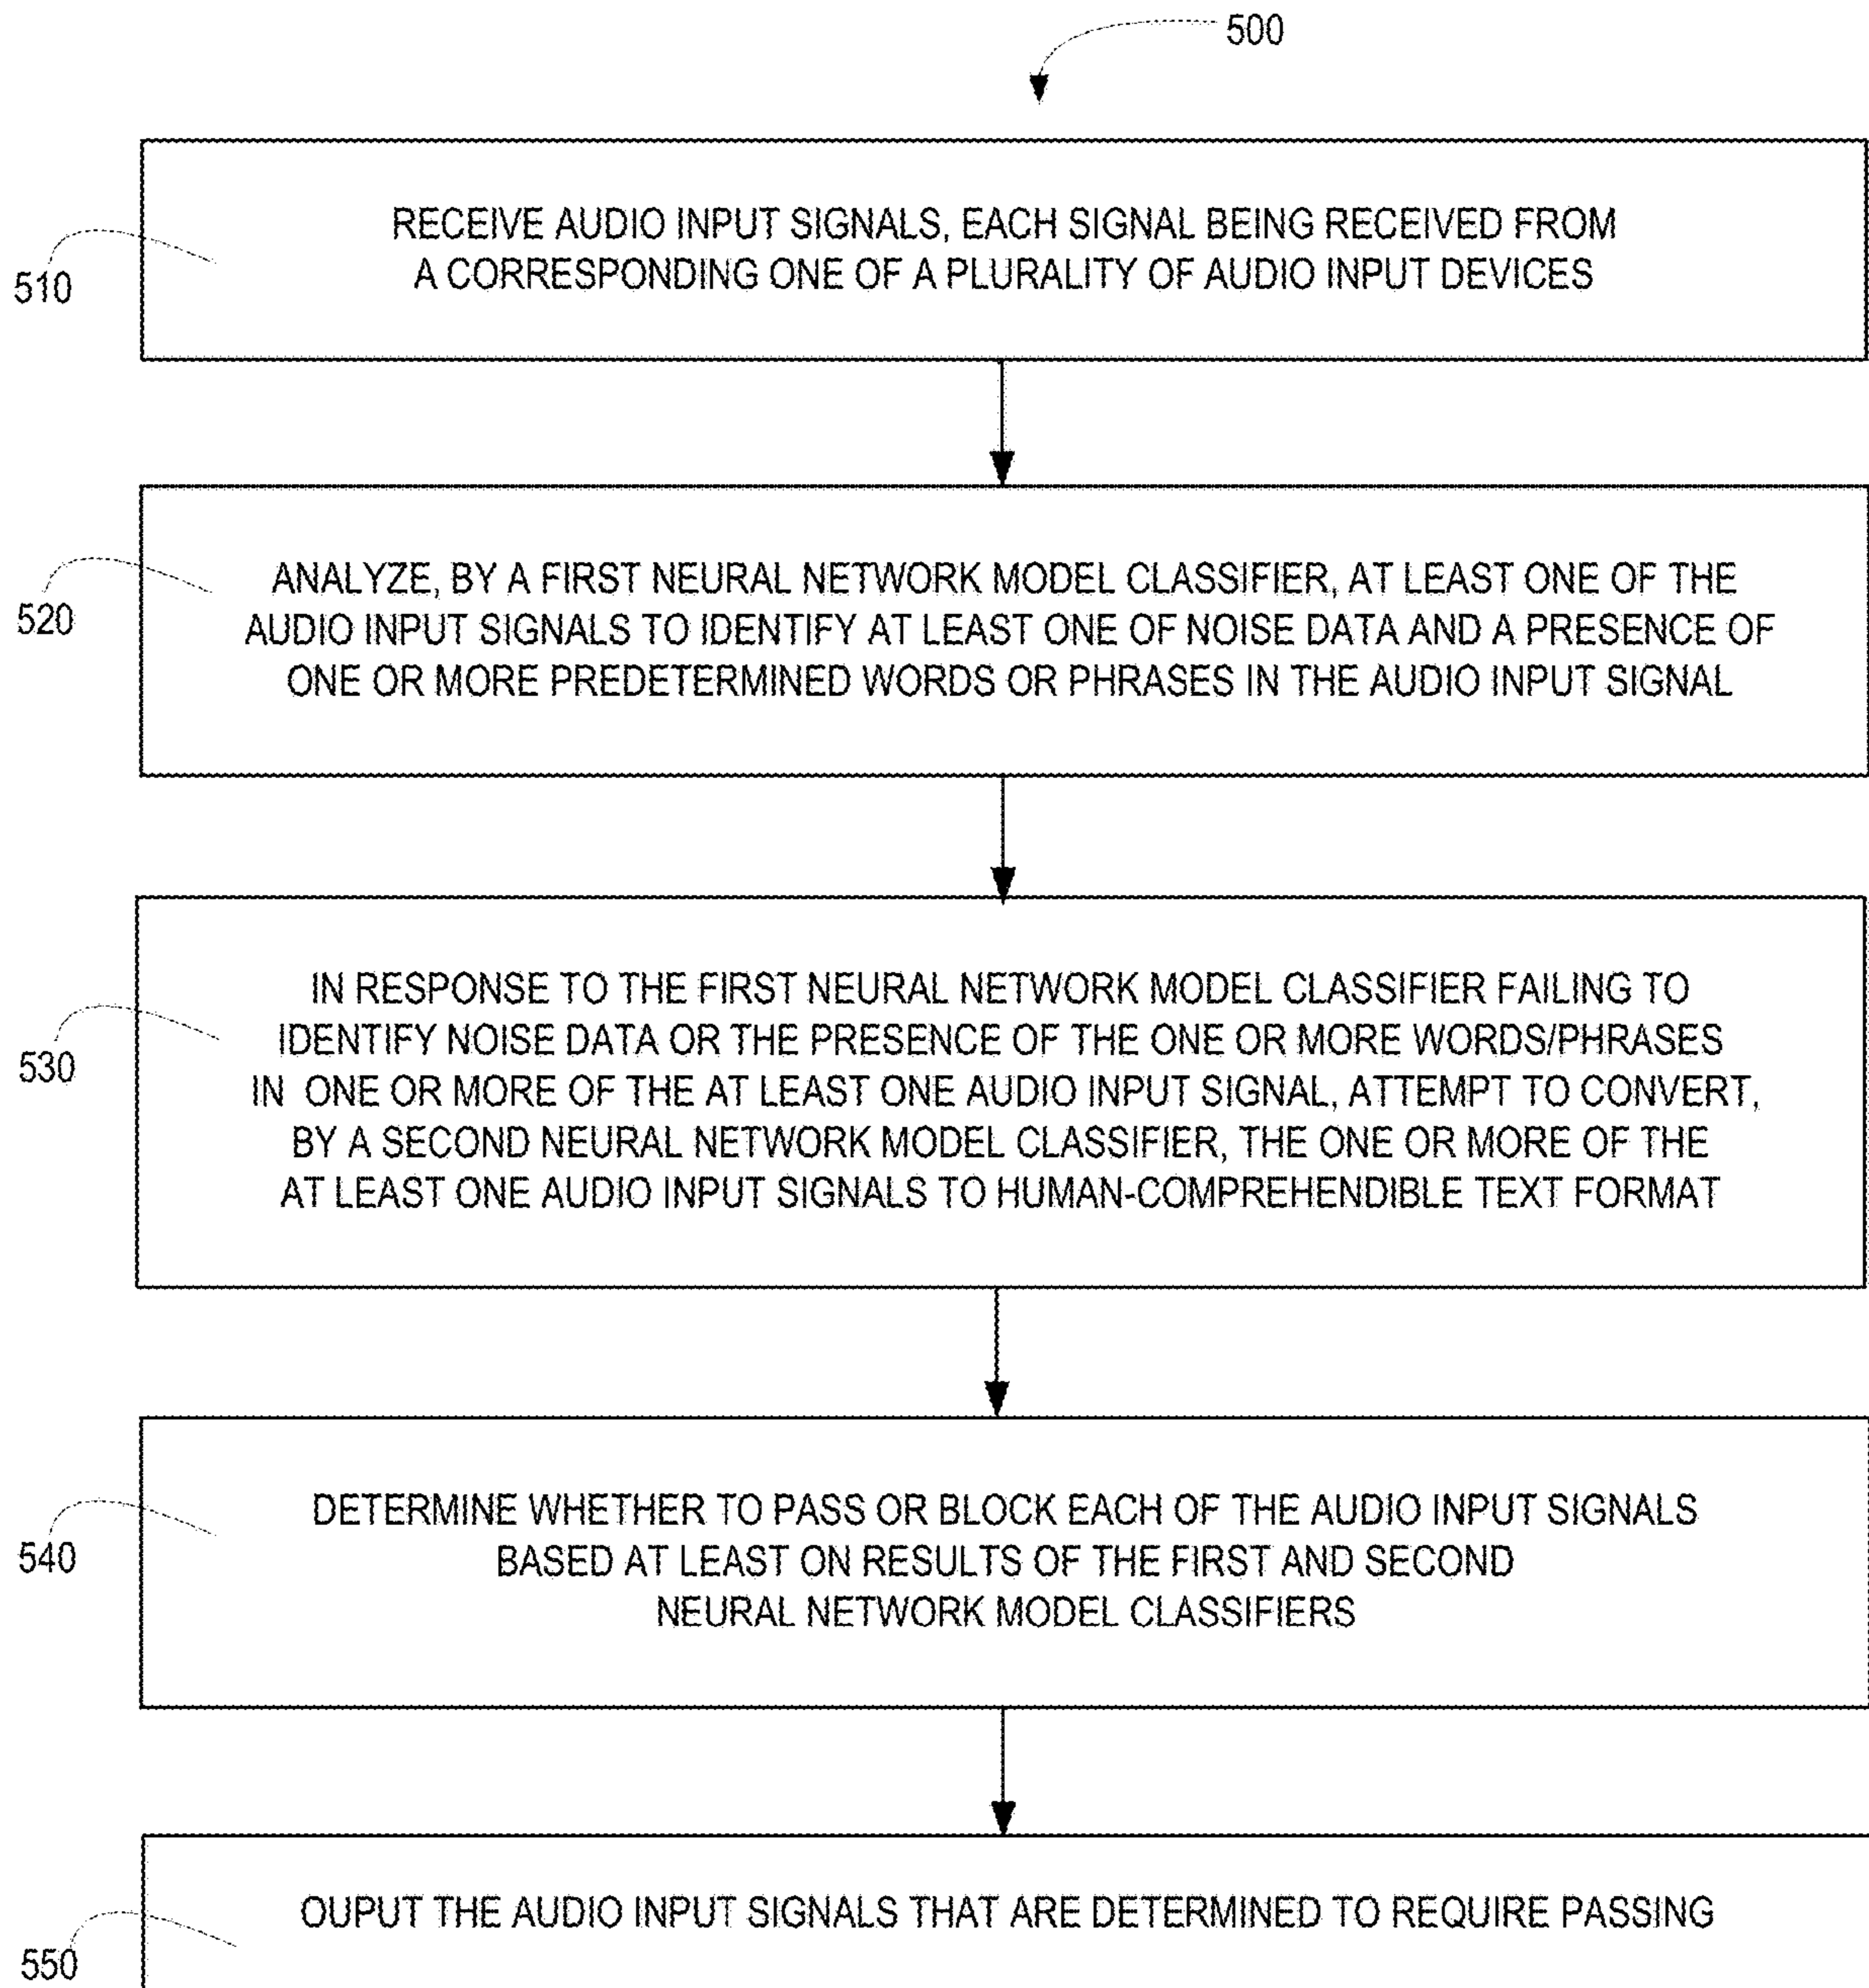 500
RECEIVE AUDIO INPUT SIGNALS, EACH SIGNAL BEING RECEIVED FROM
A CORRESPONDING ONE OF A PLURALITY OF AUDIO INPUT DEVICES
510
ANALYZE, BY A FIRST NEURAL NETWORK MODEL CLASSIFIER, AT LEAST ONE OF THE
AUDIO INPUT SIGNALS TO IDENTIFY AT LEAST ONE OF NOISE DATA AND A PRESENCE OF
ONE OR MORE PREDETERMINED WORDS OR PHRASES IN THE AUDIO INPUT SIGNAL
520
IN RESPONSE TO THE FIRST NEURAL NETWORK MODEL CLASSIFIER FAILING TO
IDENTIFY NOISE DATA OR THE PRESENCE OF THE ONE OR MORE WORDS/PHRASES
IN ONE OR MORE OF THE AT LEAST ONE AUDIO INPUT SIGNAL, ATTEMPT TO CONVERT,
BY A SECOND NEURAL NETWORK MODEL CLASSIFIER, THE ONE OR MORE OF THE
AT LEAST ONE AUDIO INPUT SIGNALS TO HUMAN-COMPREHENDIBLE TEXT FORMAT
530
DETERMINE WHETHER TO PASS OR BLOCK EACH OF THE AUDIO INPUT SIGNALS
BASED AT LEAST ON RESULTS OF THE FIRST AND SECOND
NEURAL NETWORK MODEL CLASSIFIERS
540
OUPUT THE AUDIO INPUT SIGNALS THAT ARE DETERMINED TO REQUIRE PASSING
550